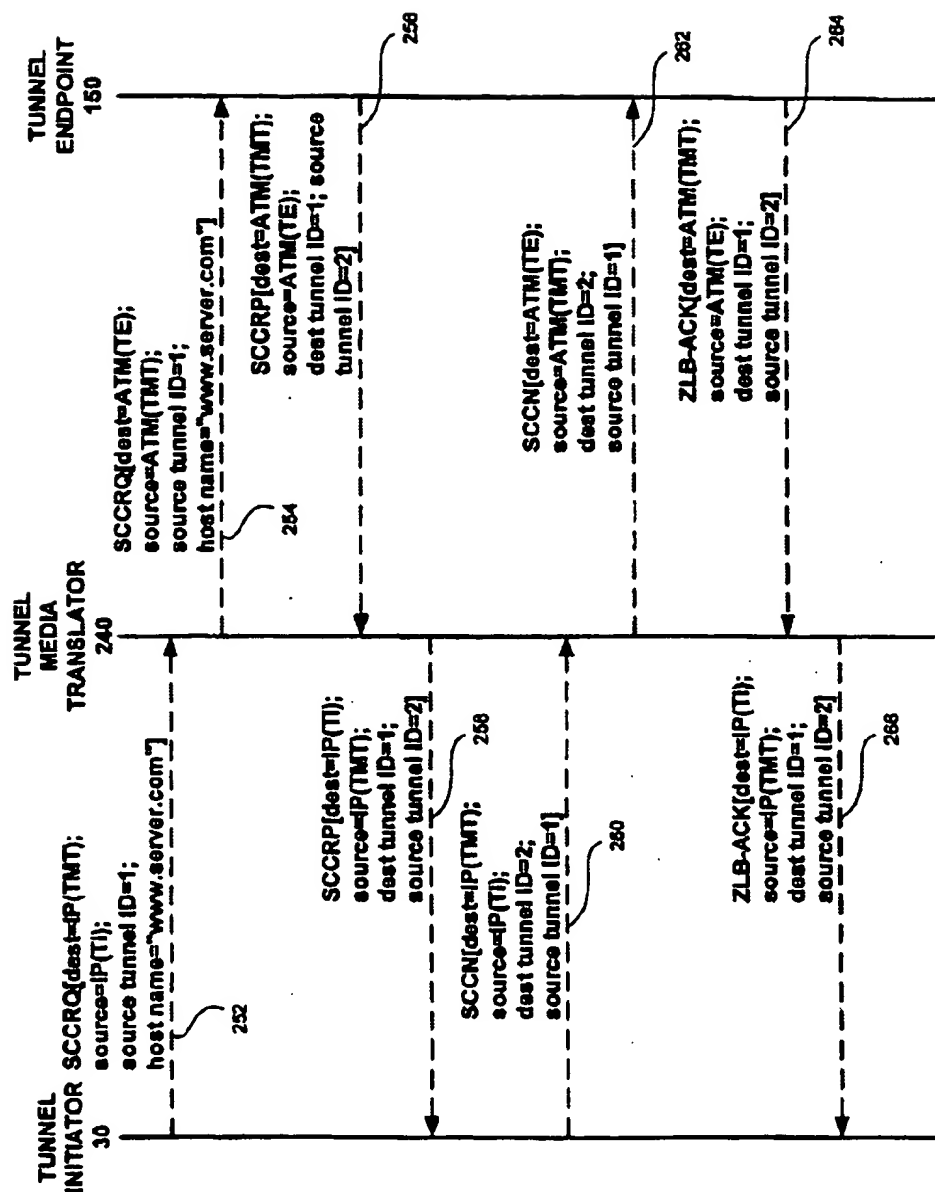 TUNNEL
INITIATOR
30
TUNNEL
MEDIA
TRANSLATOR
240
TUNNEL
ENDPOINT
150
SCCRQ[dest=IP(TMT);
source=IP(TI);
source tunnel ID=1;
host name="www.server.com"]
252
SCCRQ[dest=ATM(TE);
source=ATM(TMT);
source tunnel ID=1;
host name="www.server.com"]
254
SCCRP[dest=ATM(TMT);
source=ATM(TE);
dest tunnel ID=1; source
tunnel ID=2]
256
SCCRP[dest=IP(TI);
source=IP(TMT);
dest tunnel ID=1;
source tunnel ID=2]
258
SCCN[dest=IP(TMT);
source=IP(TI);
dest tunnel ID=2;
source tunnel ID=1]
260
SCCN[dest=ATM(TE);
source=ATM(TMT);
dest tunnel ID=2;
source tunnel ID=1]
262
ZLB-ACK[dest=ATM(TMT);
source=ATM(TE);
dest tunnel ID=1;
source tunnel ID=2]
264
ZLB-ACK[dest=IP(TI);
source=IP(TMT);
dest tunnel ID=1;
source tunnel ID=2]
266